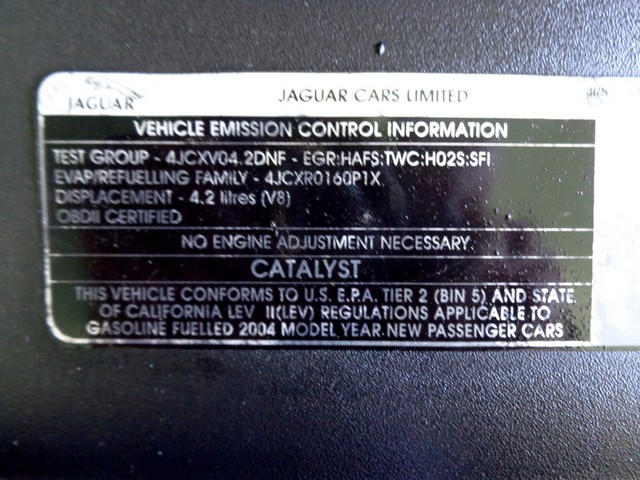 JAGUAR JAGUAR CARS LIMITED
VEHICLE EMISSION CONTROL INFORMATION
TEST GROUP - 4JCXV04.2DNF - EGR:HAFS:TWC:H02S:SFI
EVAP/REFUELLING FAMILY - 4JCXR0160P1X
DISPLACEMENT - 4.2 litres (V8)
OBDII CERTIFIED
NO ENGINE ADJUSTMENT NECESSARY
CATALYST
THIS VEHICLE CONFORMS TO U.S. E.P.A. TIER 2 (BIN 5) AND STATE
OF CALIFORNIA LEV II(LEV) REGULATIONS APPLICABLE TO
GASOLINE FUELLED 2004 MODEL YEAR NEW PASSENGER CARS